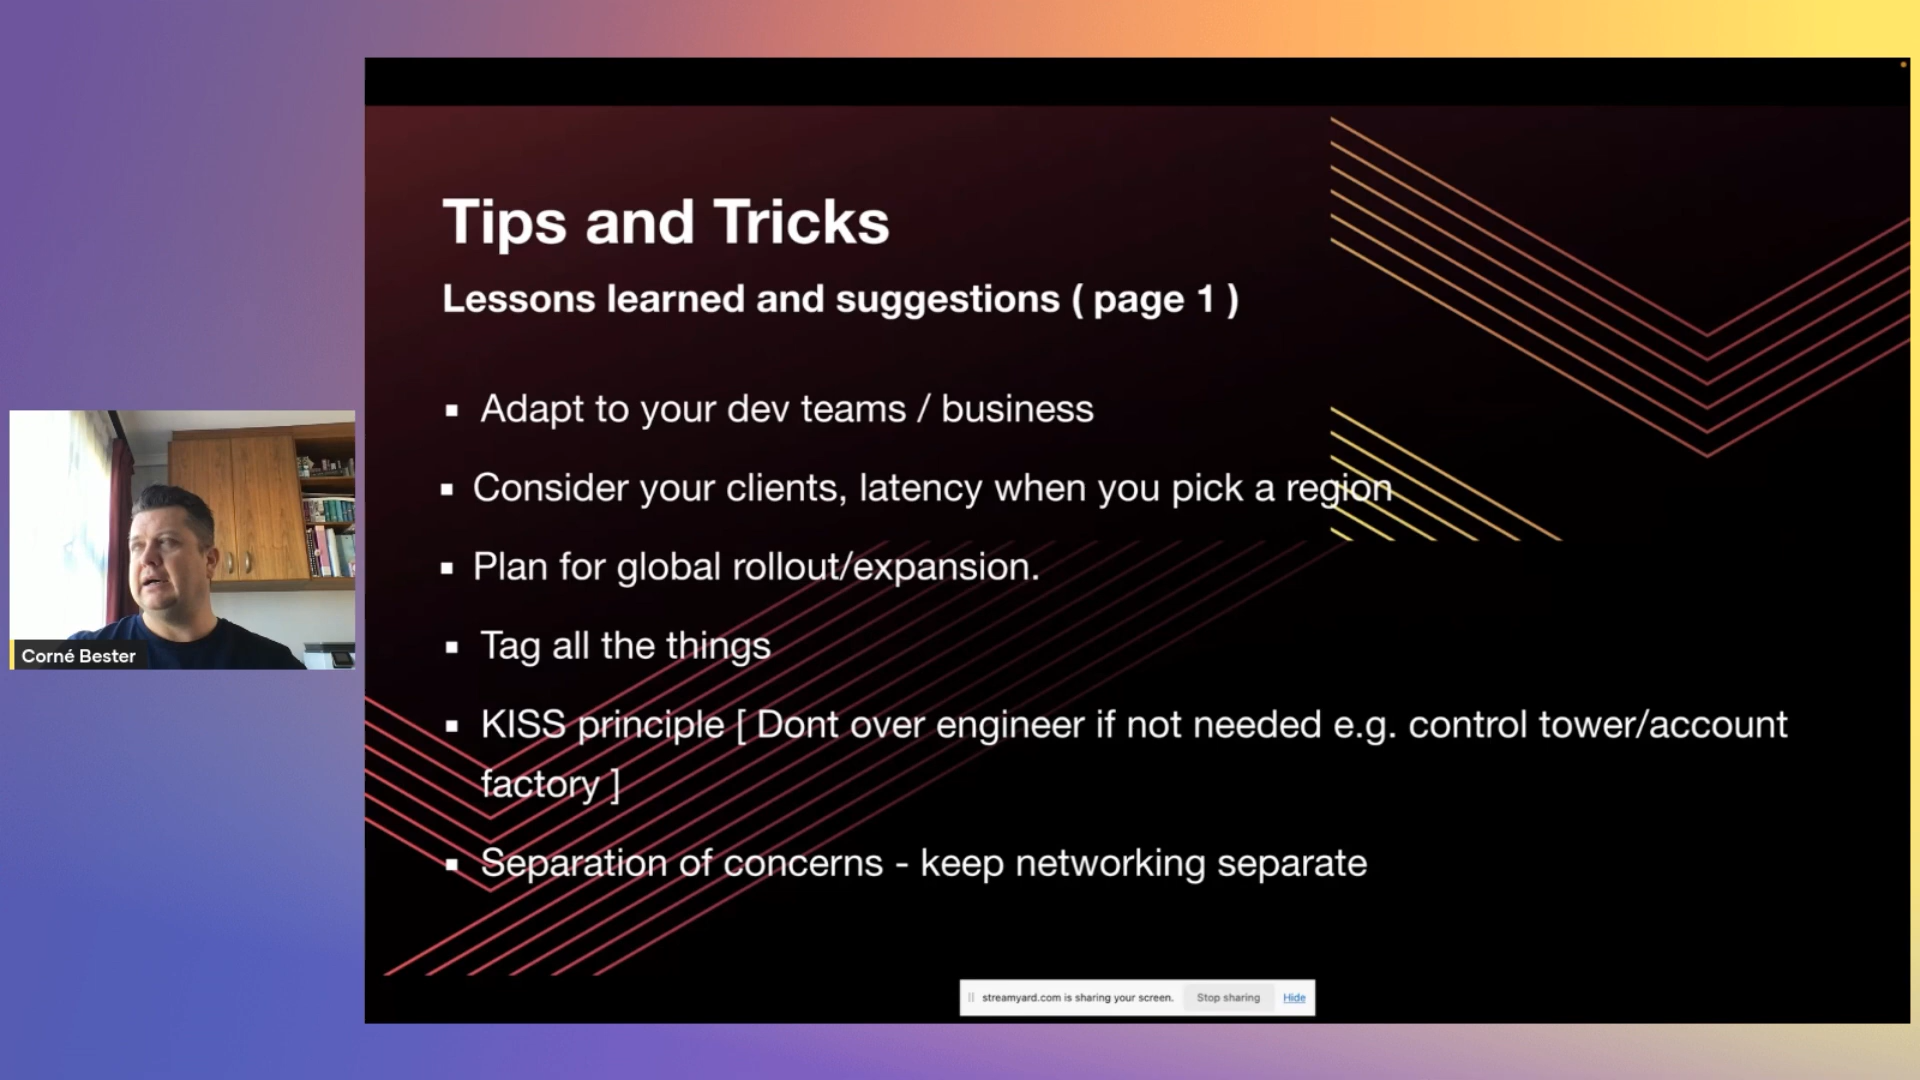 Tips and Tricks
Lessons learned and suggestions ( page 1 )
▪ Adapt to your dev teams / business
▪ Consider your clients, latency when you pick a region
▪ Plan for global rollout/expansion.
▪ Tag all the things
▪ KISS principle [ Dont over engineer if not needed e.g. control tower/account
factory ]
▪ Separation of concerns - keep networking separate
Corné Bester
streamyard.com is sharing your screen. Stop sharing Hide